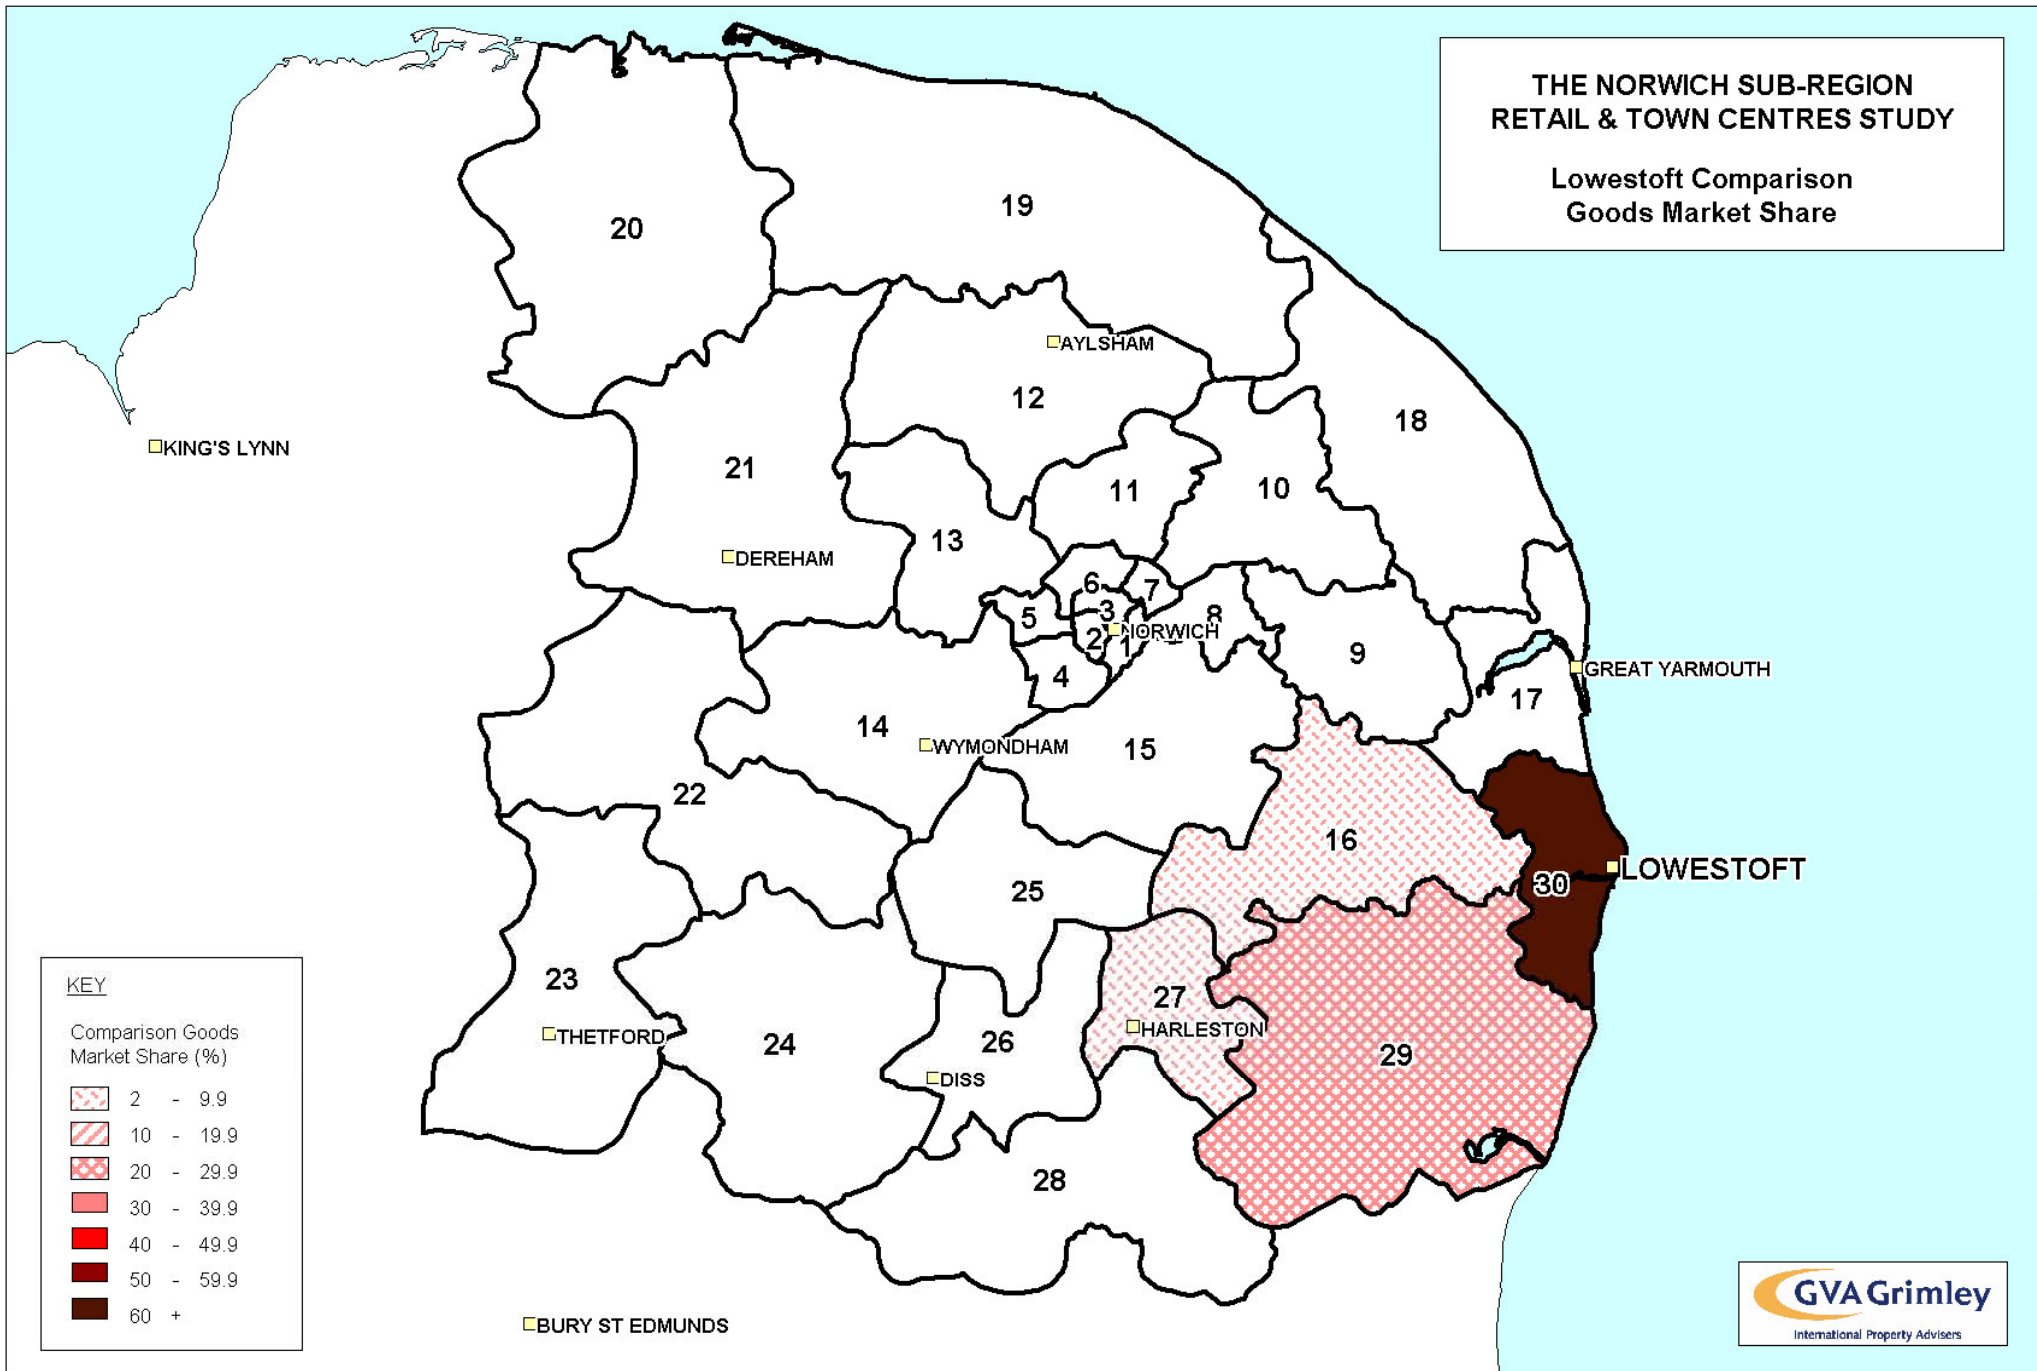 THE NORWICH SUB-REGION
RETAIL & TOWN CENTRES STUDY
Lowestoft Comparison
Goods Market Share
20
19
AYLSHAM
12
18
KING'S LYNN
21
11
10
13
DEREHAM
6
7
3
5
8
NORWICH
2
1
9
4
GREAT YARMOUTH
17
14
WYMONDHAM
15
22
16
LOWESTOFT
30
25
23
27
THETFORD
HARLESTON
24
26
29
DISS
28
BURY ST EDMUNDS
KEY
Comparison Goods
Market Share (%)
2 - 9.9
10 - 19.9
20 - 29.9
30 - 39.9
40 - 49.9
50 - 59.9
60 +
GVA Grimley
International Property Advisers